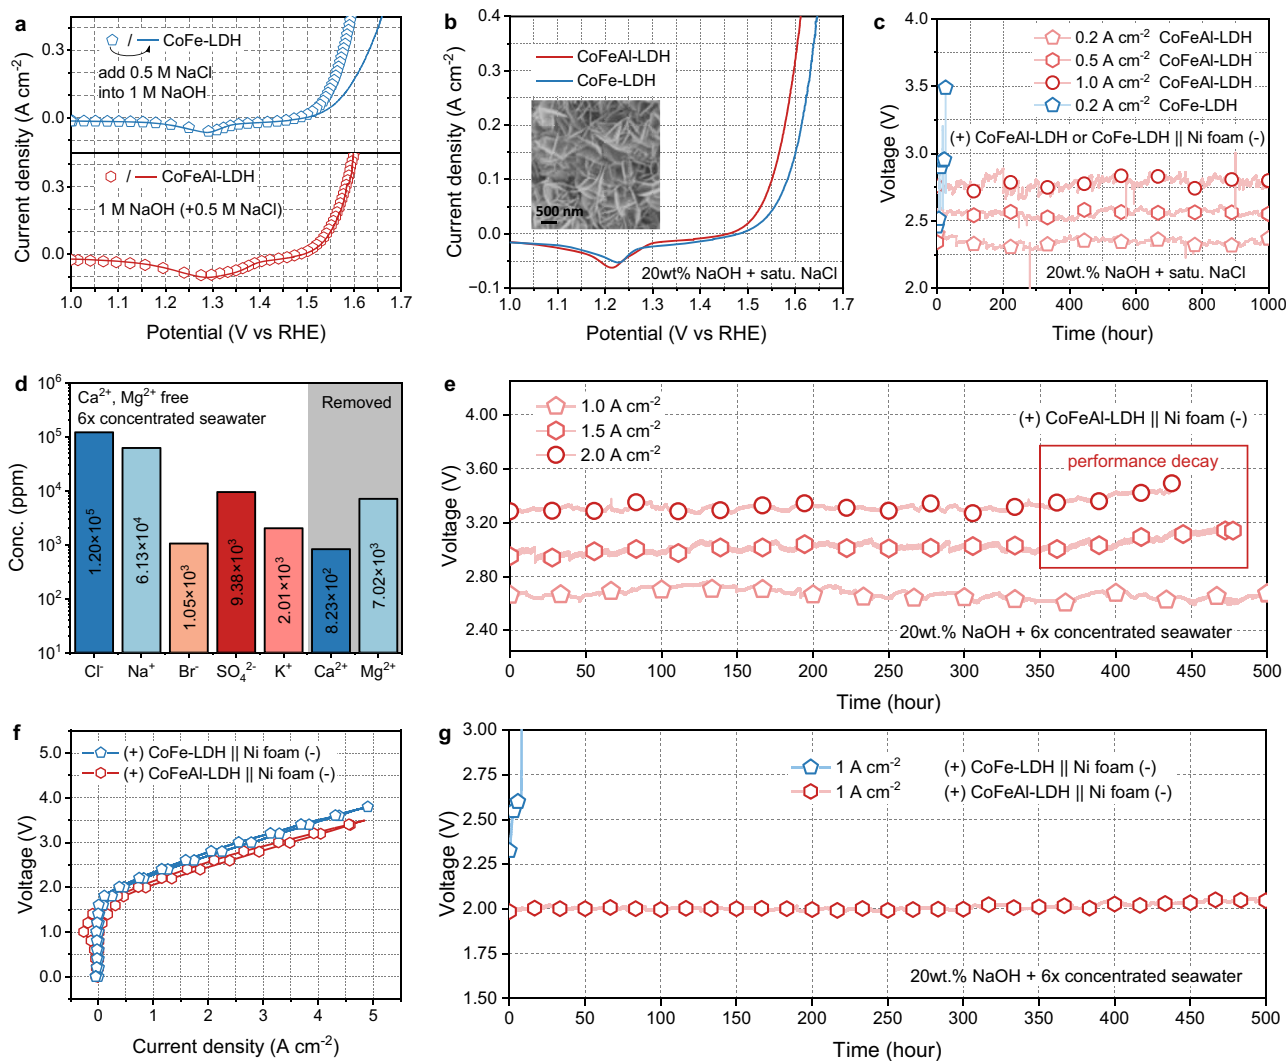 a
0.3
0.0
0.3
0.0
Current density (A cm-2)
/ CoFe-LDH
add 0.5 M NaCl
into 1 M NaOH
/ CoFeAl-LDH
1 M NaOH (+0.5 M NaCl)
1.0 1.1 1.2 1.3 1.4 1.5 1.6 1.7
Potential (V vs RHE)
b
0.4
0.3
0.2
0.1
0.0
−0.1
Current density (A cm-2)
CoFeAl-LDH
CoFe-LDH
500 nm
20wt% NaOH + satu. NaCl
1.0 1.1 1.2 1.3 1.4 1.5 1.6 1.7
Potential (V vs RHE)
c
4.0
3.5
3.0
2.5
2.0
Voltage (V)
0.2 A cm-2 CoFeAl-LDH
0.5 A cm-2 CoFeAl-LDH
1.0 A cm-2 CoFeAl-LDH
0.2 A cm-2 CoFe-LDH
(+) CoFeAl-LDH or CoFe-LDH || Ni foam (-)
20wt.% NaOH + satu. NaCl
0 200 400 600 800 1000
Time (hour)
d
10⁶
10⁵
10⁴
10³
10²
10¹
Conc. (ppm)
Ca2+, Mg2+ free
6x concentrated seawater
Removed
1.20×10⁵
6.13×10⁴
1.05×10³
9.38×10³
2.01×10³
8.23×10²
7.02×10³
Cl- Na+ Br- SO₄2- K+ Ca2+ Mg2+
e
4.00
3.60
3.20
2.80
2.40
Voltage (V)
1.0 A cm-2
1.5 A cm-2
2.0 A cm-2
(+) CoFeAl-LDH || Ni foam (-)
performance decay
20wt.% NaOH + 6x concentrated seawater
0 50 100 150 200 250 300 350 400 450 500
Time (hour)
f
5.0
4.0
3.0
2.0
1.0
0.0
Voltage (V)
(+) CoFe-LDH || Ni foam (-)
(+) CoFeAl-LDH || Ni foam (-)
0 1 2 3 4 5
Current density (A cm-2)
g
3.00
2.75
2.50
2.25
2.00
1.75
1.50
Voltage (V)
1 A cm-2 (+) CoFe-LDH || Ni foam (-)
1 A cm-2 (+) CoFeAl-LDH || Ni foam (-)
20wt.% NaOH + 6x concentrated seawater
0 50 100 150 200 250 300 350 400 450 500
Time (hour)